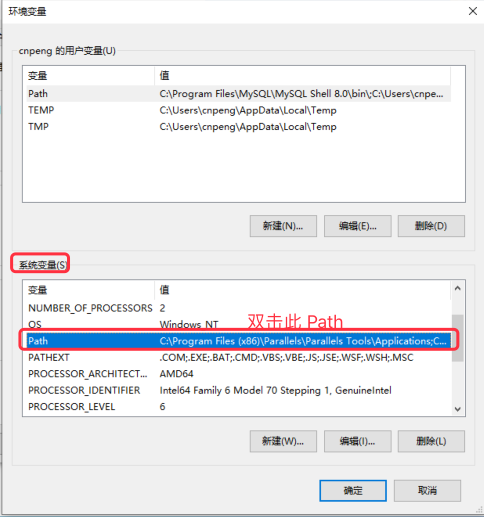 环境变量
cnpeng 的用户变量(U)
变量 值
Path C:\Program Files\MySQL\MySQL Shell 8.0\bin\;C:\Users\cnpe...
TEMP C:\Users\cnpeng\AppData\Local\Temp
TMP C:\Users\cnpeng\AppData\Local\Temp
新建(N)... 编辑(E)... 删除(D)
系统变量(S)
变量 值
NUMBER_OF_PROCESSORS 2
双击此 Path
OS Windows_NT
Path C:\Program Files (x86)\Parallels\Parallels Tools\Applications;C...
PATHEXT .COM;.EXE;.BAT;.CMD;.VBS;.VBE;.JS;.JSE;.WSF;.WSH;.MSC
PROCESSOR_ARCHITECT... AMD64
PROCESSOR_IDENTIFIER Intel64 Family 6 Model 70 Stepping 1, GenuineIntel
PROCESSOR_LEVEL 6
新建(W)... 编辑(I)... 删除(L)
确定 取消